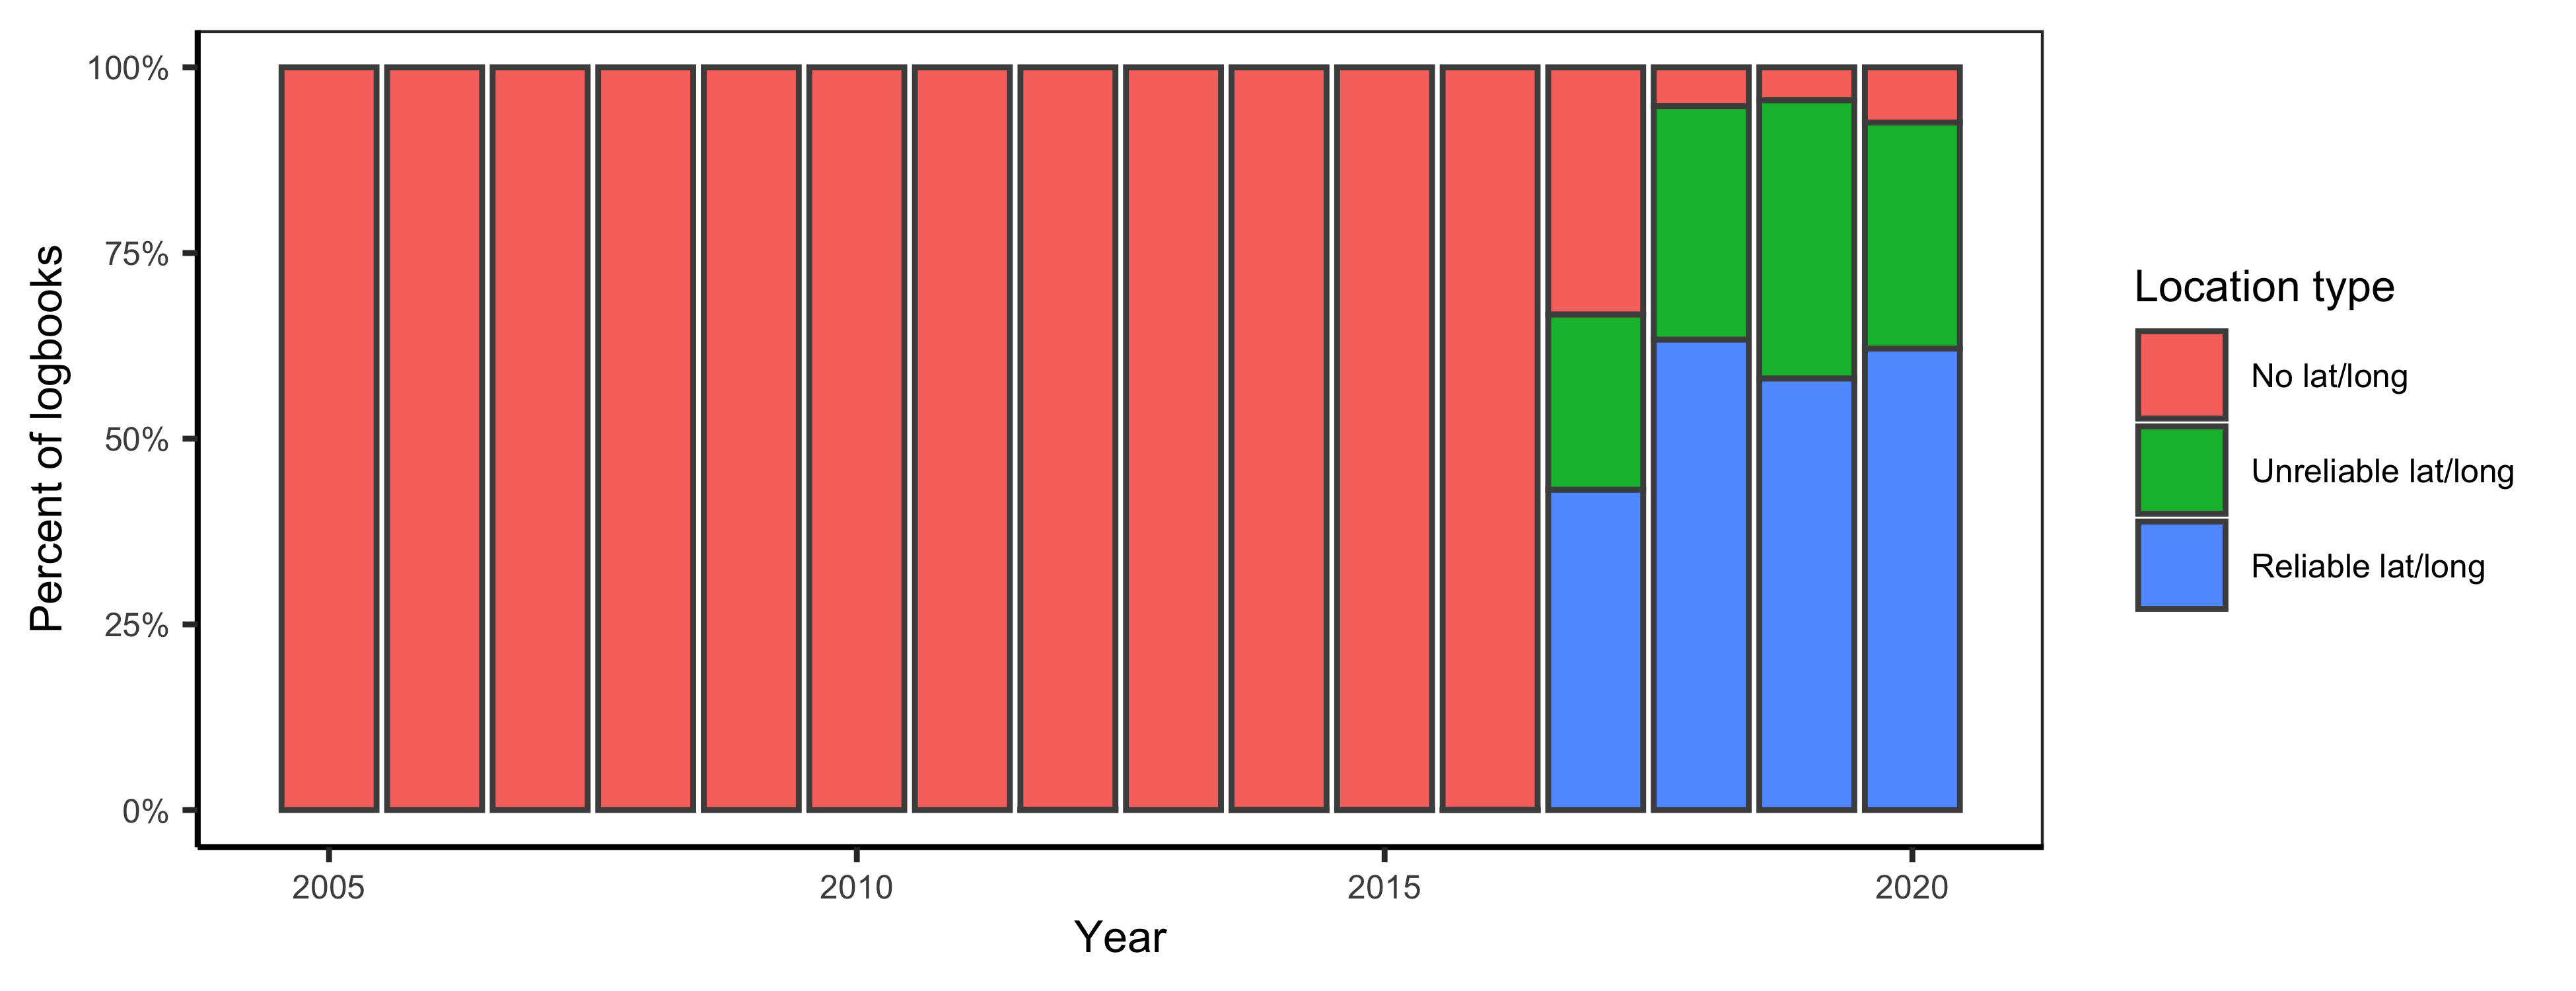 Percent of logbooks
100%
75%
50%
25%
0%
2005
2010
2015
2020
Year
Location type
No lat/long
Unreliable lat/long
Reliable lat/long